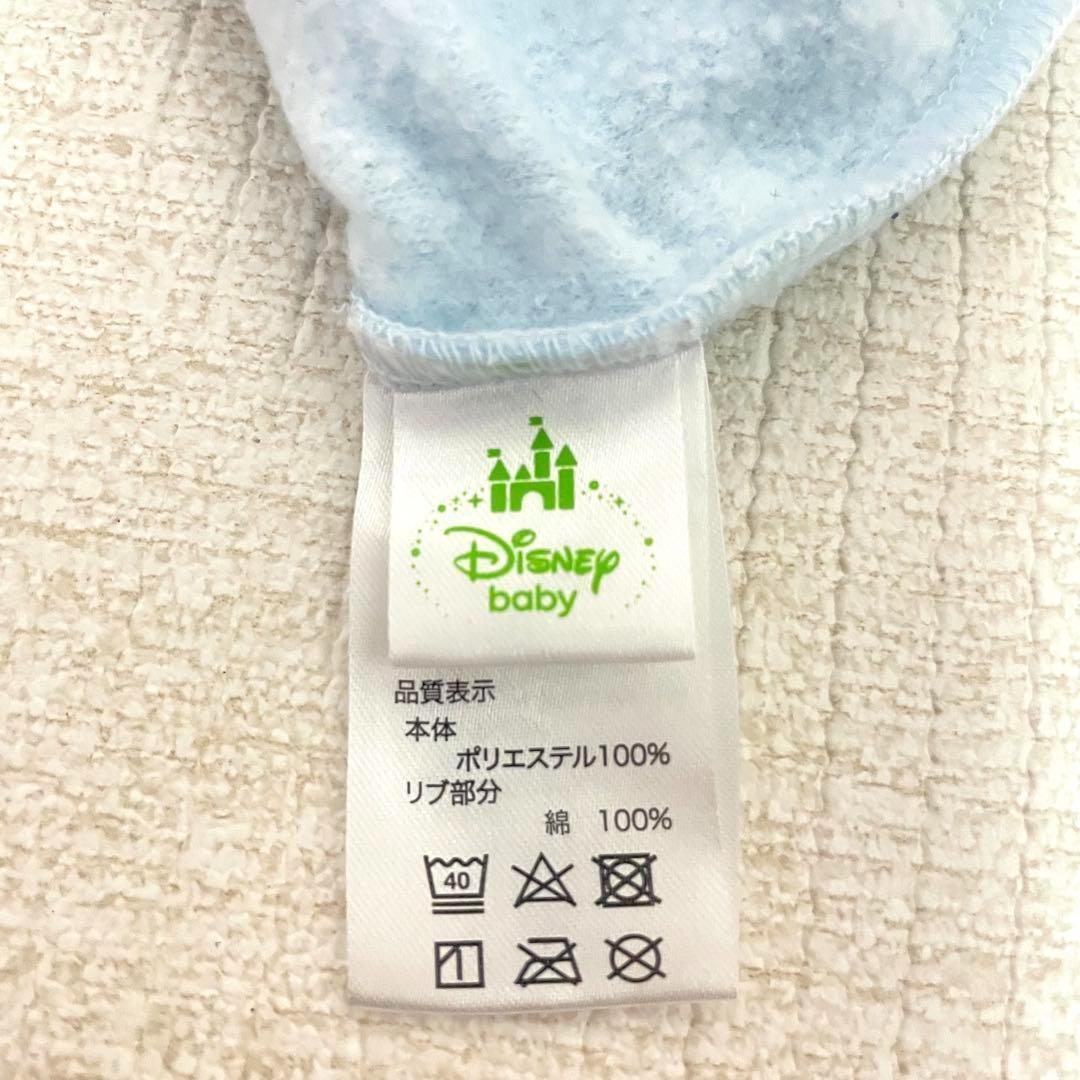 Disney
baby
品質表示
本体
ポリエステル100%
リブ部分
綿 100%
40